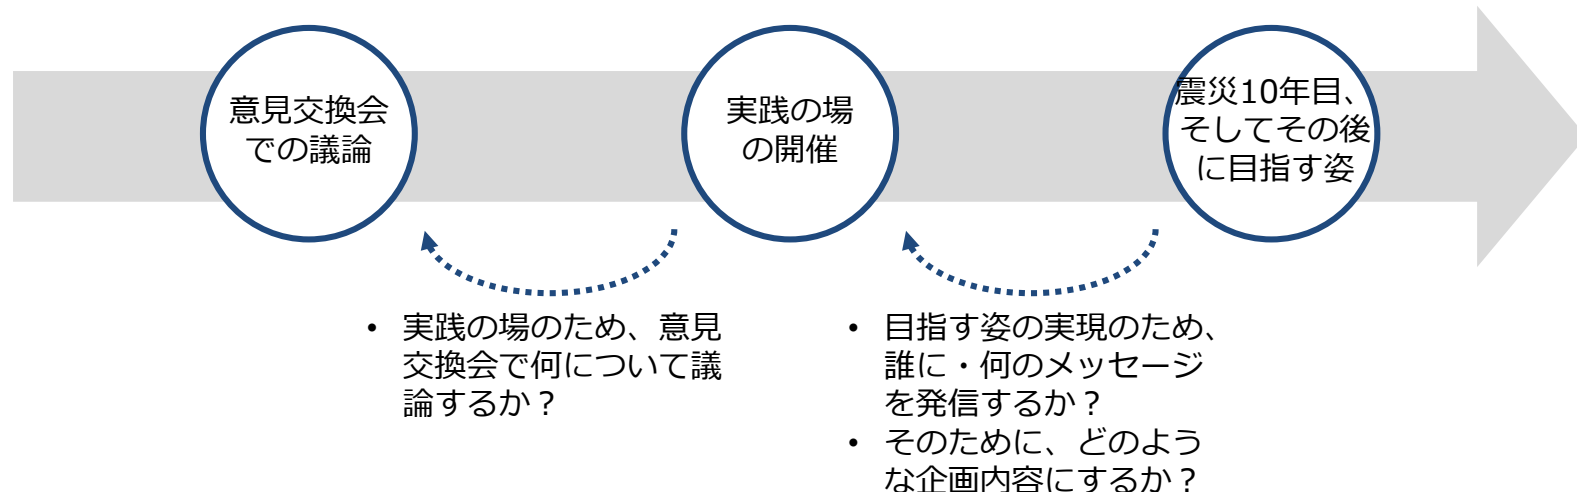 意見交換会
での議論
実践の場
の開催
震災10年目、
そしてその後
に目指す姿
• 実践の場のため、意見
交換会で何について議
論するか？
• 目指す姿の実現のため、
誰に・何のメッセージ
を発信するか？
• そのために、どのよう
な企画内容にするか？